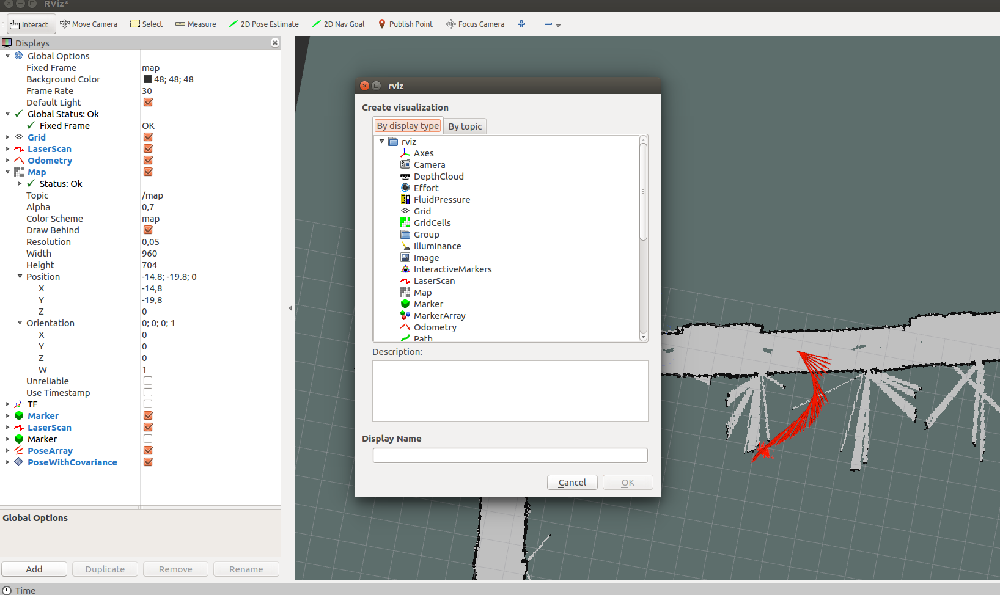 RViz*
Interact Move Camera Select Measure 2D Pose Estimate 2D Nav Goal Publish Point Focus Camera
Displays
Global Options
Fixed Frame map
Background Color 48; 48; 48
Frame Rate 30
Default Light
Global Status: Ok
Fixed Frame OK
Grid
LaserScan
Odometry
Map
Status: Ok
Topic /map
Alpha 0,7
Color Scheme map
Draw Behind
Resolution 0,05
Width 960
Height 704
Position -14.8; -19.8; 0
X -14,8
Y -19,8
Z 0
Orientation 0; 0; 0; 1
X 0
Y 0
Z 0
W 1
Unreliable
Use Timestamp
TF
Marker
LaserScan
Marker
PoseArray
PoseWithCovariance
Global Options
Add Duplicate Remove Rename
Time
rviz
Create visualization
By display type By topic
rviz
Axes
Camera
DepthCloud
Effort
FluidPressure
Grid
GridCells
Group
Illuminance
Image
InteractiveMarkers
LaserScan
Map
Marker
MarkerArray
Odometry
Path
Description:
Display Name
Cancel OK